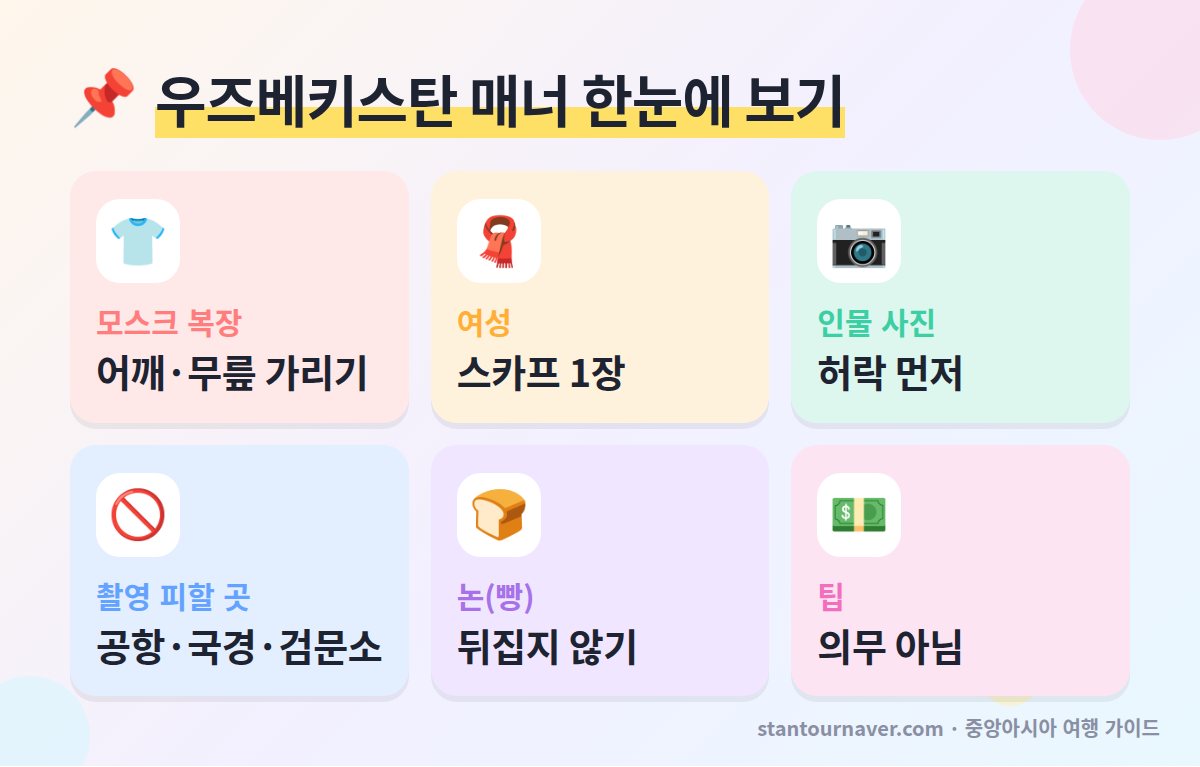 우즈베키스탄 매너 한눈에 보기
모스크 복장
어깨·무릎 가리기
여성
스카프 1장
인물 사진
허락 먼저
촬영 피할 곳
공항·국경·검문소
논(빵)
뒤집지 않기
팁
의무 아님
stantournaver.com · 중앙아시아 여행 가이드